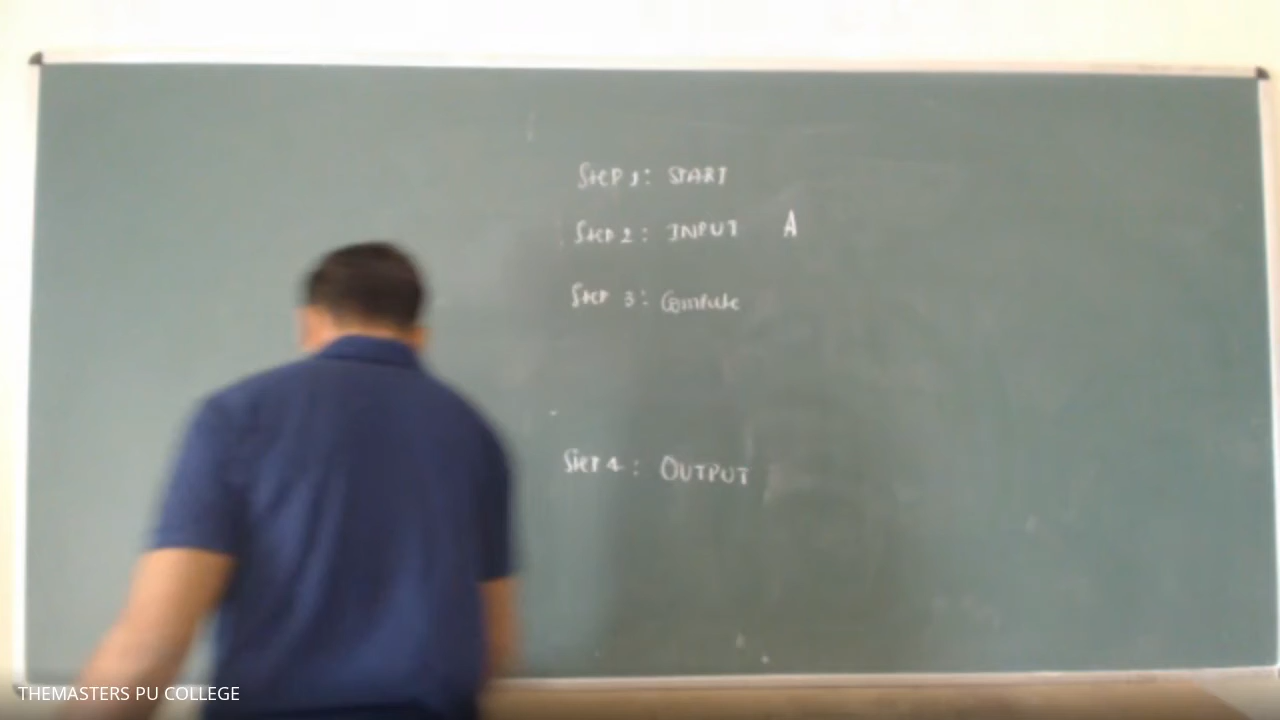 Step 1: START
Step 2: INPUT A
Step 3: Compute
Step 4: OUTPUT
THEMASTERS PU COLLEGE